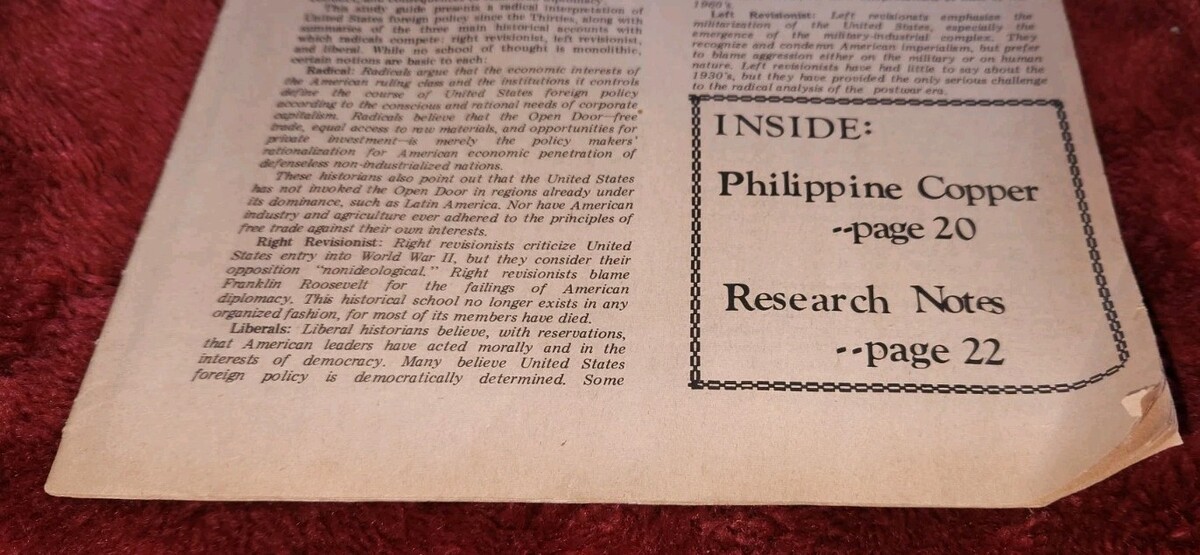 This study guide presents a radical interpretation of
United States foreign policy since the Thirties, along with
summaries of the three main historical accounts with
which radicals compete: right revisionist, left revisionist,
and liberal. While no school of thought is monolithic,
certain notions are basic to each:
Radical: Radicals argue that the economic interests of
the American ruling class and the institutions it controls
define the course of United States foreign policy
according to the conscious and rational needs of corporate
capitalism. Radicals believe that the Open Door—free
trade, equal access to raw materials, and opportunities for
private investment—is merely the policy makers'
rationalization for American economic penetration of
defenseless non-industrialized nations.
These historians also point out that the United States
has not invoked the Open Door in regions already under
its dominance, such as Latin America. Nor have American
industry and agriculture ever adhered to the principles of
free trade against their own interests.
Right Revisionist: Right revisionists criticize United
States entry into World War II, but they consider their
opposition "nonideological." Right revisionists blame
Franklin Roosevelt for the failings of American
diplomacy. This historical school no longer exists in any
organized fashion, for most of its members have died.
Liberals: Liberal historians believe, with reservations,
that American leaders have acted morally and in the
interests of democracy. Many believe United States
foreign policy is democratically determined. Some
1960's.
Left Revisionist: Left revisionists emphasize the
militarization of the United States, especially the
emergence of the military-industrial complex. They
recognize and condemn American imperialism, but prefer
to blame aggression either on the military or on human
nature. Left revisionists have had little to say about the
1930's, but they have provided the only serious challenge
to the radical analysis of the postwar era.
INSIDE:
Philippine Copper
--page 20
Research Notes
--page 22